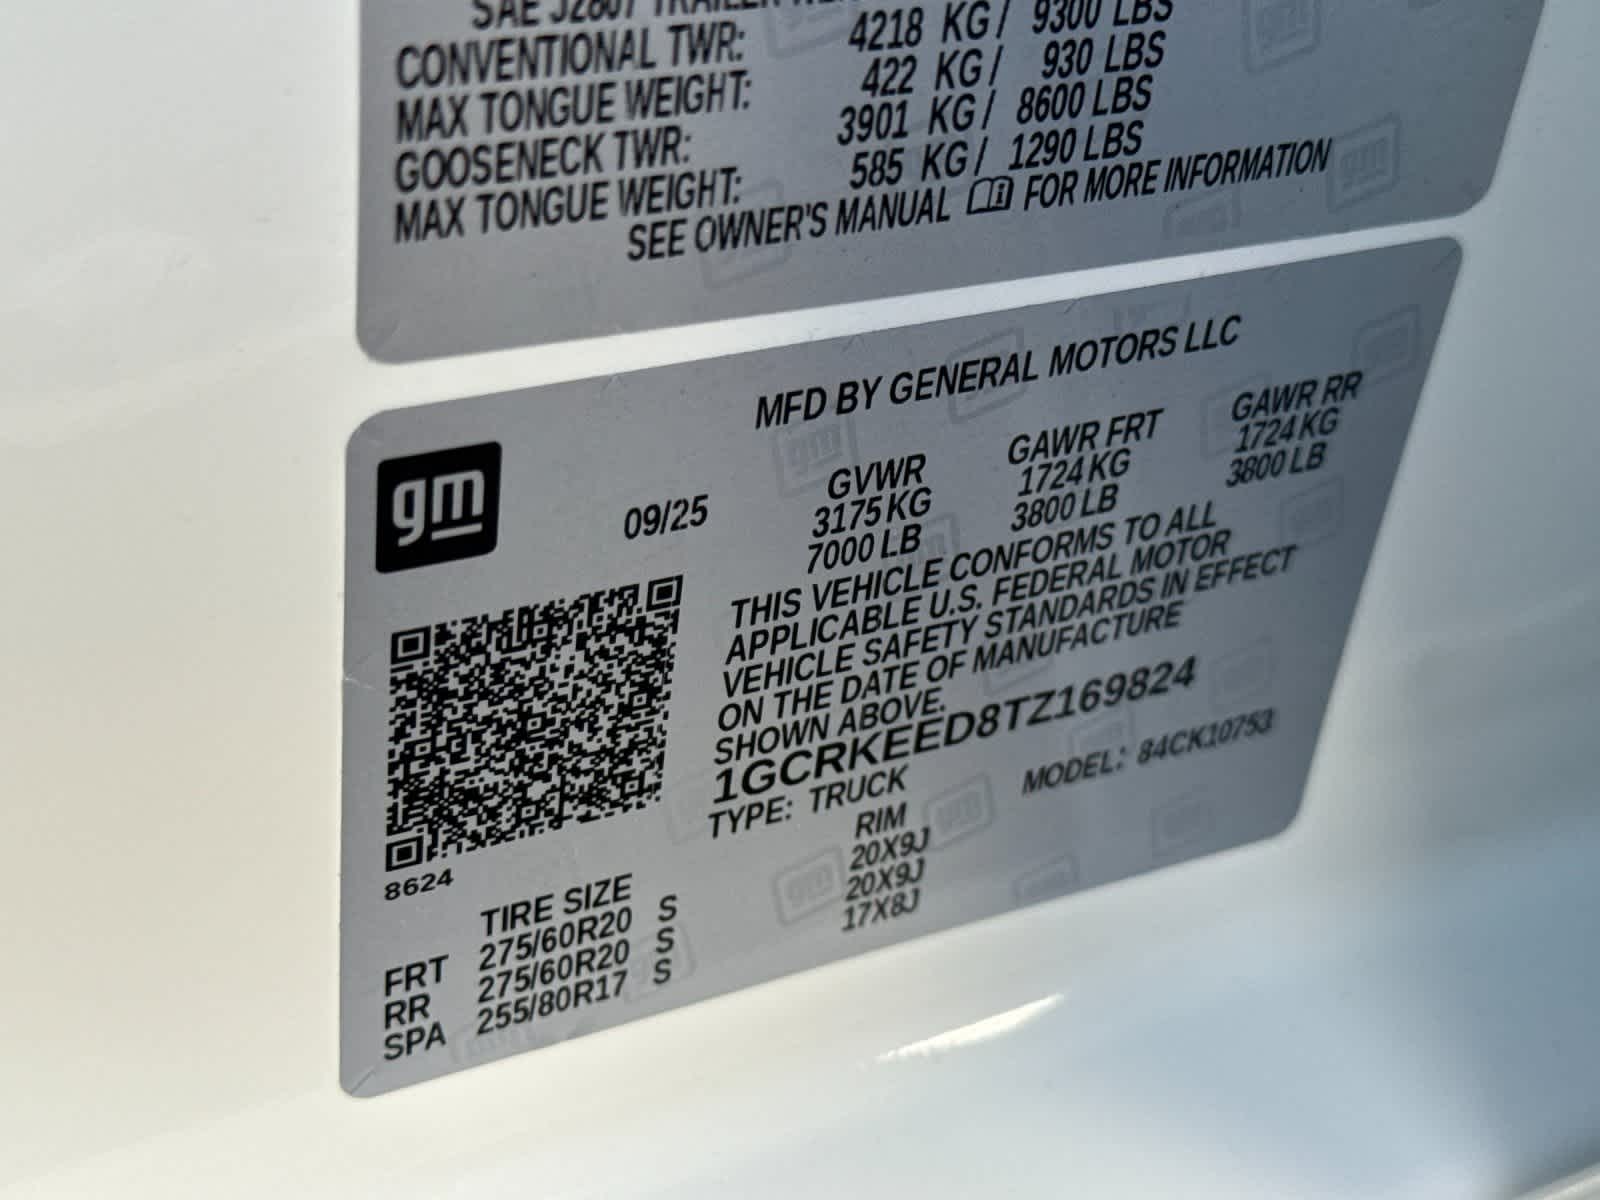 SAE J2807 TRAILER
CONVENTIONAL TWR: 4218 KG / 9300 LBS
MAX TONGUE WEIGHT: 422 KG / 930 LBS
GOOSENECK TWR: 3901 KG / 8600 LBS
MAX TONGUE WEIGHT: 585 KG / 1290 LBS
SEE OWNER'S MANUAL FOR MORE INFORMATION
MFD BY GENERAL MOTORS LLC
gm
09/25
GVWR GAWR FRT GAWR RR
3175 KG 1724 KG 1724 KG
7000 LB 3800 LB 3800 LB
THIS VEHICLE CONFORMS TO ALL
APPLICABLE U.S. FEDERAL MOTOR
VEHICLE SAFETY STANDARDS IN EFFECT
ON THE DATE OF MANUFACTURE
SHOWN ABOVE.
1GCRKEED8TZ169824
TYPE: TRUCK MODEL: 84CK10753
8624
TIRE SIZE RIM
FRT 275/60R20 S 20X9J
RR 275/60R20 S 20X9J
SPA 255/80R17 S 17X8J